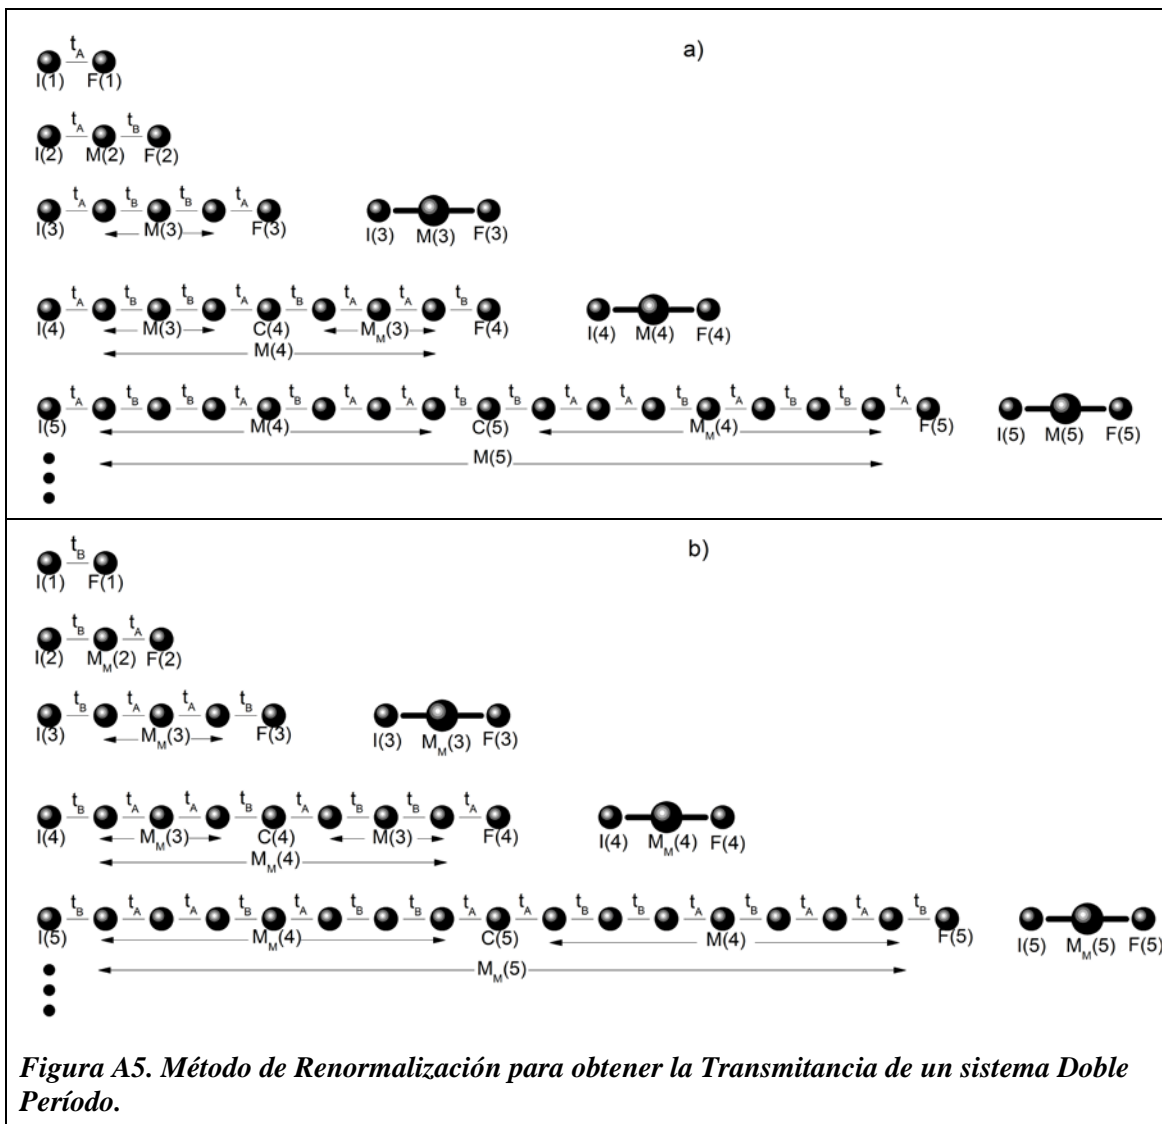 t_A a)
I(1) F(1)
t_A t_B
I(2) M(2) F(2)
t_A t_B t_B t_A
I(3) M(3) F(3) I(3) M(3) F(3)
t_A t_B t_B t_A t_B t_A t_A t_B
I(4) M(3) C(4) M_M(3) F(4) I(4) M(4) F(4)
M(4)
t_A t_B t_B t_A t_B t_A t_A t_B t_B t_A t_A t_B t_A t_B t_B t_A
I(5) M(4) C(5) M_M(4) F(5) I(5) M(5) F(5)
M(5)
t_B b)
I(1) F(1)
t_B t_A
I(2) M_M(2) F(2)
t_B t_A t_A t_B
I(3) M_M(3) F(3) I(3) M_M(3) F(3)
t_B t_A t_A t_B t_A t_B t_B t_A
I(4) M_M(3) C(4) M(3) F(4) I(4) M_M(4) F(4)
M_M(4)
t_B t_A t_A t_B t_A t_B t_B t_A t_A t_B t_B t_A t_B t_A t_A t_B
I(5) M_M(4) C(5) M(4) F(5) I(5) M_M(5) F(5)
M_M(5)
Figura A5. Método de Renormalización para obtener la Transmitancia de un sistema Doble
Período.